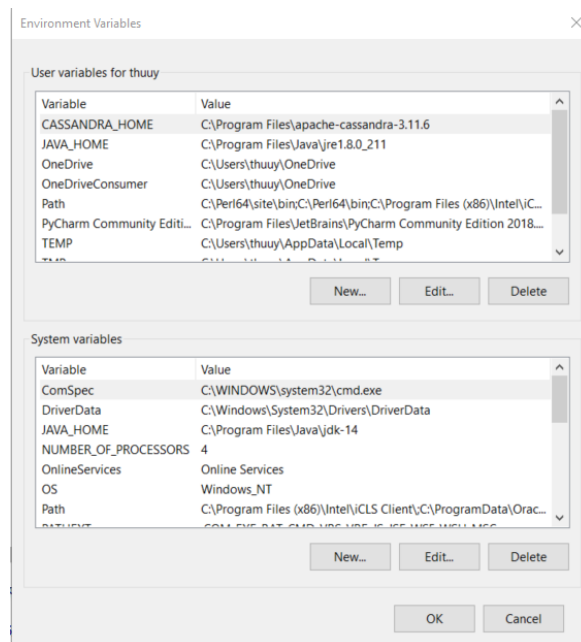 Environment Variables
User variables for thuuy
Variable Value
CASSANDRA_HOME C:\Program Files\apache-cassandra-3.11.6
JAVA_HOME C:\Program Files\Java\jre1.8.0_211
OneDrive C:\Users\thuuy\OneDrive
OneDriveConsumer C:\Users\thuuy\OneDrive
Path C:\Perl64\site\bin;C:\Perl64\bin;C:\Program Files (x86)\Intel\iC...
PyCharm Community Editi... C:\Program Files\JetBrains\PyCharm Community Edition 2018....
TEMP C:\Users\thuuy\AppData\Local\Temp
New... Edit... Delete
System variables
Variable Value
ComSpec C:\WINDOWS\system32\cmd.exe
DriverData C:\Windows\System32\Drivers\DriverData
JAVA_HOME C:\Program Files\Java\jdk-14
NUMBER_OF_PROCESSORS 4
OnlineServices Online Services
OS Windows_NT
Path C:\Program Files (x86)\Intel\iCLS Client\;C:\ProgramData\Orac...
New... Edit... Delete
OK Cancel